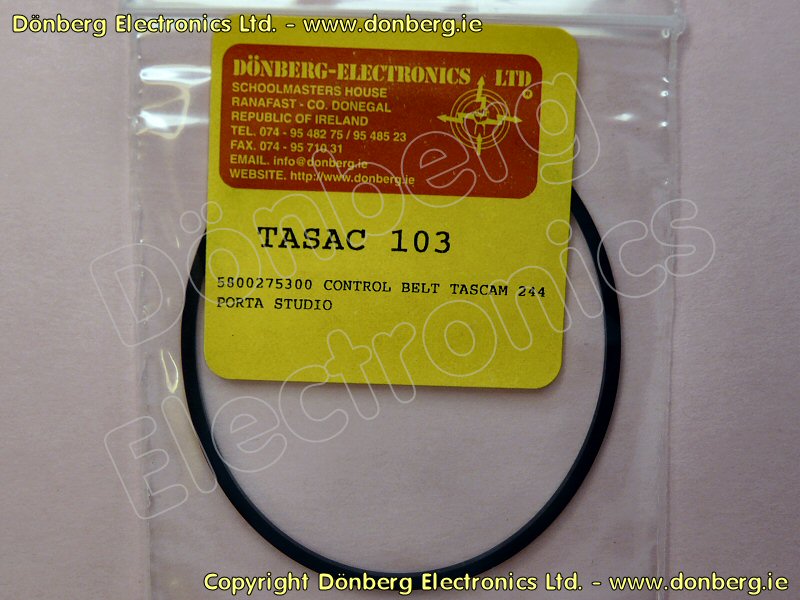 Dönberg Electronics Ltd. - www.donberg.ie
DÖNBERG-ELECTRONICS LTD
SCHOOLMASTERS HOUSE
RANAFAST - CO. DONEGAL
REPUBLIC OF IRELAND
TEL. 074 - 95 482 75 / 95 485 23
FAX. 074 - 95 710 31
EMAIL. info@donberg.ie
WEBSITE. http://www.donberg.ie
TASAC 103
5800275300 CONTROL BELT TASCAM 244
PORTA STUDIO
Dönberg
Electronics
Copyright Dönberg Electronics Ltd. - www.donberg.ie